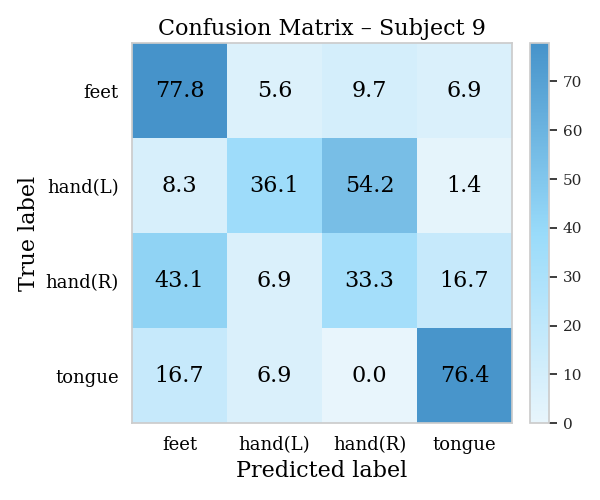 Confusion Matrix – Subject 9
feet 77.8 5.6 9.7 6.9
hand(L) 8.3 36.1 54.2 1.4
hand(R) 43.1 6.9 33.3 16.7
tongue 16.7 6.9 0.0 76.4
feet hand(L) hand(R) tongue
Predicted label
True label
70
60
50
40
30
20
10
0